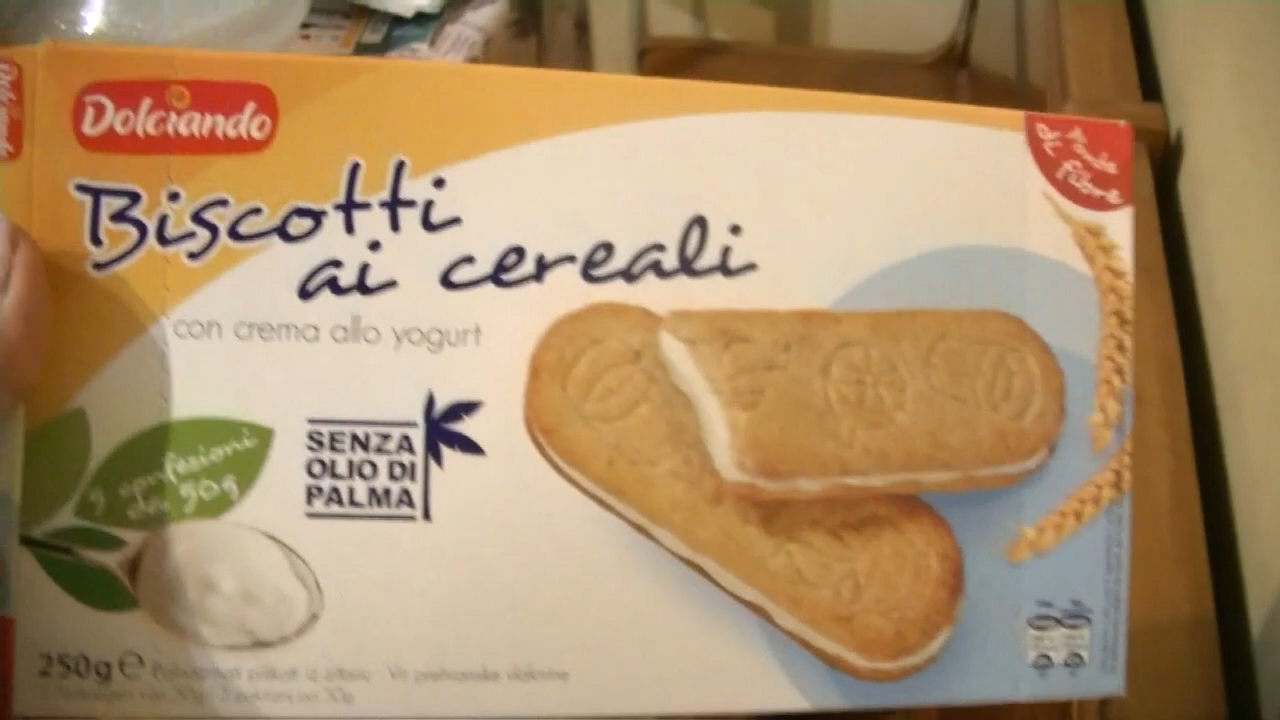 Dolciando
Biscotti
ai cereali
con crema allo yogurt
di fibre
SENZA
OLIO DI
PALMA
5 confezioni
da 50g
250g e